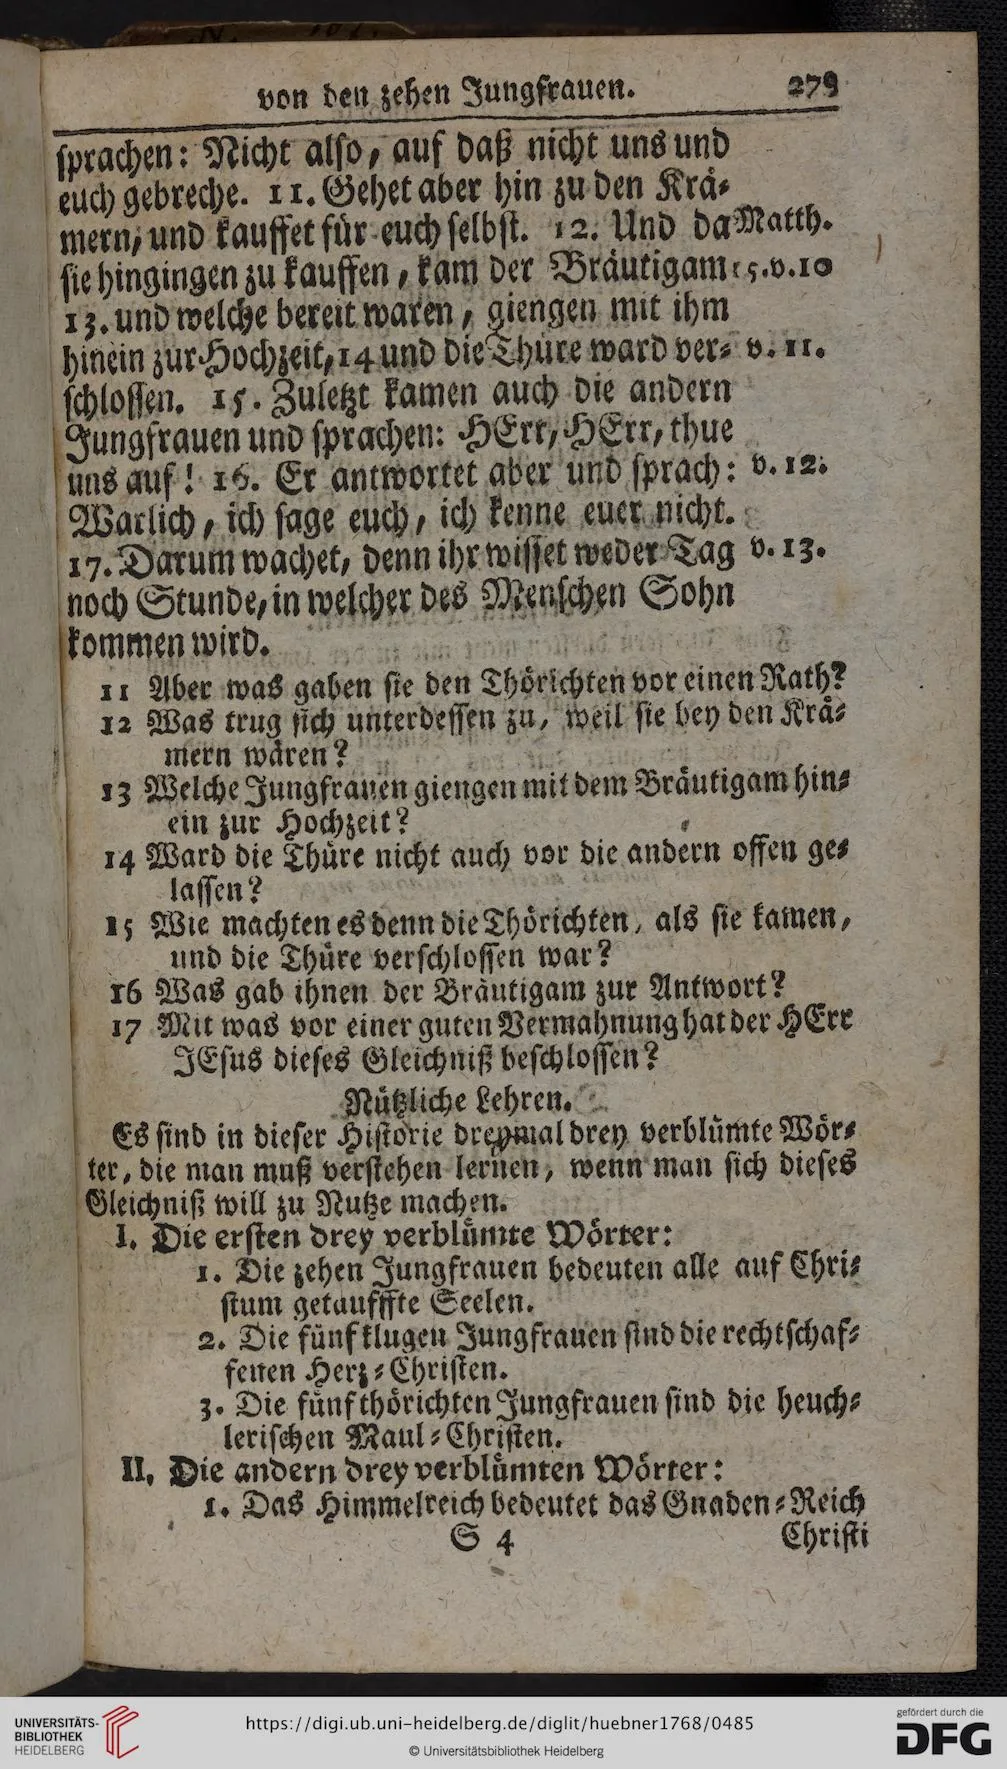 von den zehen Jungfrauen. 279
sprachen: Nicht also, auf daß nicht uns und
euch gebreche. 11. Gehet aber hin zu den Krä-
mern, und kauffet für euch selbst. 12. Und da Matth.
sie hingingen zu kauffen, kam der Bräutigam 25.v.10
13. und welche bereit waren, giengen mit ihm
hinein zur Hochzeit, 14 und die Thüre ward ver- v. 11.
schlossen. 15. Zuletzt kamen auch die andern
Jungfrauen und sprachen: HErr, HErr, thue
uns auf! 16. Er antwortet aber und sprach: v. 12.
Warlich, ich sage euch, ich kenne euer nicht.
17. Darum wachet, denn ihr wisset weder Tag v. 13.
noch Stunde, in welcher des Menschen Sohn
kommen wird.
11 Aber was gaben sie den Thörichten vor einen Rath?
12 Was trug sich unterdessen zu, weil sie bey den Krä-
mern wären?
13 Welche Jungfrauen giengen mit dem Bräutigam hin-
ein zur Hochzeit?
14 Ward die Thüre nicht auch vor die andern offen ge-
lassen?
15 Wie machten es denn die Thörichten, als sie kamen,
und die Thüre verschlossen war?
16 Was gab ihnen der Bräutigam zur Antwort?
17 Mit was vor einer guten Vermahnung hat der HErr
JEsus dieses Gleichniß beschlossen?
Nützliche Lehren.
Es sind in dieser Historie dreymal drey verblümte Wör-
ter, die man muß verstehen lernen, wenn man sich dieses
Gleichniß will zu Nutze machen.
I. Die ersten drey verblümte Wörter:
1. Die zehen Jungfrauen bedeuten alle auf Chri-
stum getaufffte Seelen.
2. Die fünf klugen Jungfrauen sind die rechtschaf-
fenen Herz-Christen.
3. Die fünf thörichten Jungfrauen sind die heuch-
lerischen Maul-Christen.
II. Die andern drey verblümten Wörter:
1. Das Himmelreich bedeutet das Gnaden-Reich
S 4 Christi
UNIVERSITÄTS-
BIBLIOTHEK
HEIDELBERG
https://digi.ub.uni-heidelberg.de/diglit/huebner1768/0485
© Universitätsbibliothek Heidelberg
gefördert durch die
DFG